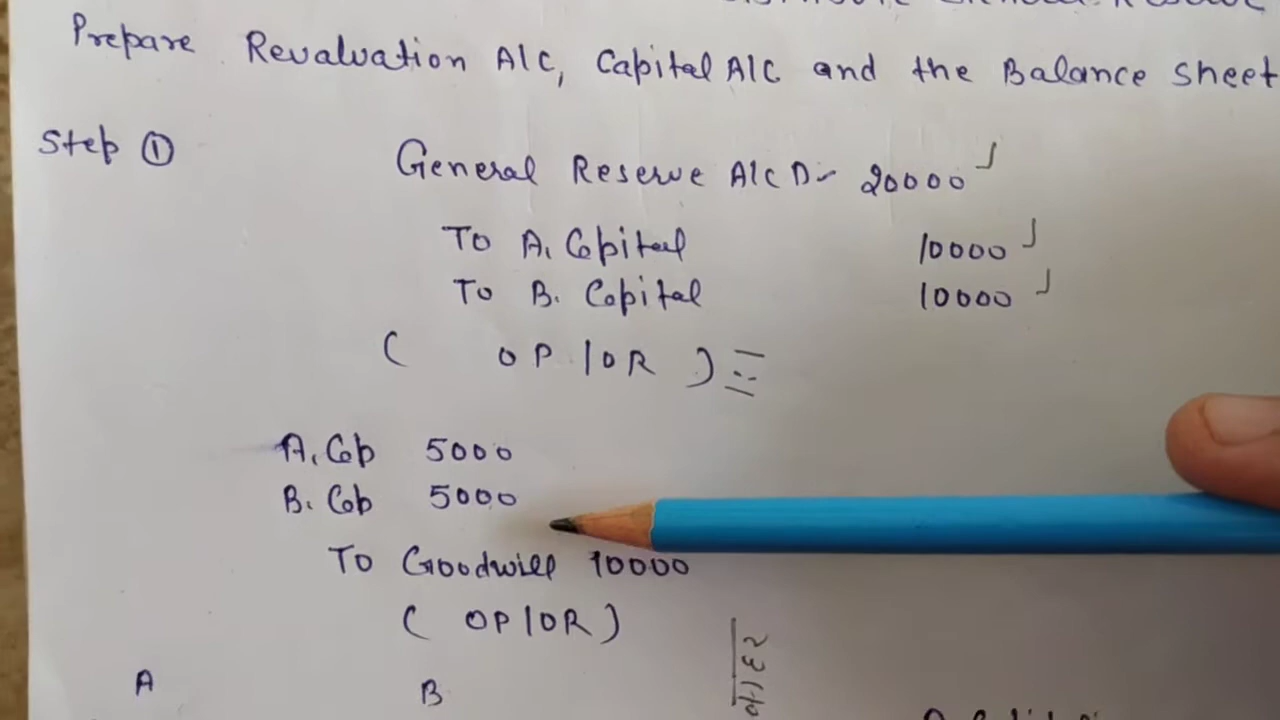 Prepare Revaluation A/C, Capital A/C and the Balance Sheet
Step ①
General Reserve A/C Dr 20000
To A. Capital 10000
To B. Capital 10000
( OP/OR )
A. Cap 5000
B. Cap 5000
To Goodwill 10000
( OP/OR )
A B